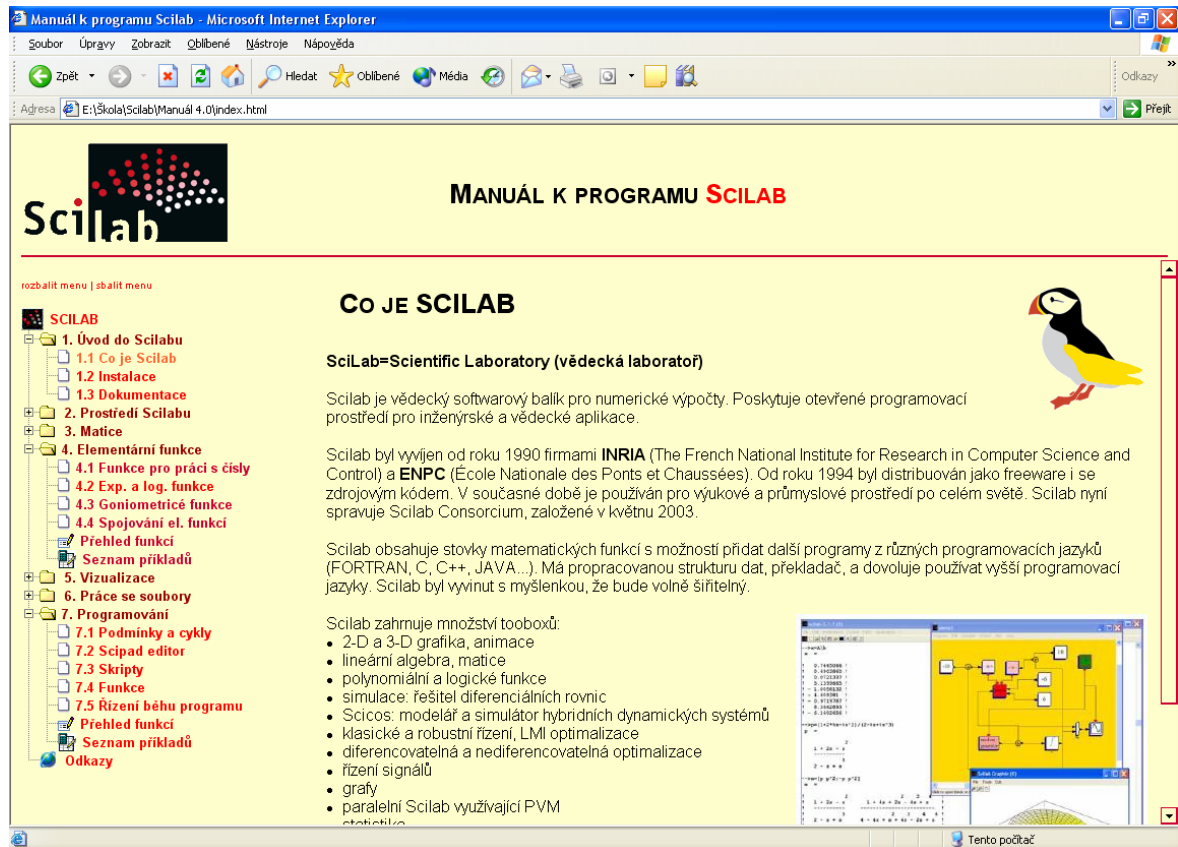 Manuál k programu Scilab - Microsoft Internet Explorer
Soubor Úpravy Zobrazit Oblíbené Nástroje Nápověda
Zpět Hledat Oblíbené Média Odkazy
Adresa E:\Škola\Scilab\Manuál 4.0\index.html Přejít
Scilab
MANUÁL K PROGRAMU SCILAB
rozbalit menu | sbalit menu
SCILAB
1. Úvod do Scilabu
1.1 Co je Scilab
1.2 Instalace
1.3 Dokumentace
2. Prostředí Scilabu
3. Matice
4. Elementární funkce
4.1 Funkce pro práci s čísly
4.2 Exp. a log. funkce
4.3 Goniometricé funkce
4.4 Spojování el. funkcí
Přehled funkcí
Seznam příkladů
5. Vizualizace
6. Práce se soubory
7. Programování
7.1 Podmínky a cykly
7.2 Scipad editor
7.3 Skripty
7.4 Funkce
7.5 Řízení běhu programu
Přehled funkcí
Seznam příkladů
Odkazy
CO JE SCILAB
SciLab=Scientific Laboratory (vědecká laboratoř)
Scilab je vědecký softwarový balík pro numerické výpočty. Poskytuje otevřené programovací
prostředí pro inženýrské a vědecké aplikace.
Scilab byl vyvíjen od roku 1990 firmami INRIA (The French National Institute for Research in Computer Science and
Control) a ENPC (École Nationale des Ponts et Chaussées). Od roku 1994 byl distribuován jako freeware i se
zdrojovým kódem. V současné době je používán pro výukové a průmyslové prostředí po celém světě. Scilab nyní
spravuje Scilab Consorcium, založené v květnu 2003.
Scilab obsahuje stovky matematických funkcí s možností přidat další programy z různých programovacích jazyků
(FORTRAN, C, C++, JAVA...). Má propracovanou strukturu dat, překladač, a dovoluje používat vyšší programovací
jazyky. Scilab byl vyvinut s myšlenkou, že bude volně šiřitelný.
Scilab zahrnuje množství tooboxů:
• 2-D a 3-D grafika, animace
• lineární algebra, matice
• polynomiální a logické funkce
• simulace: řešitel diferenciálních rovnic
• Scicos: modelář a simulátor hybridních dynamických systémů
• klasické a robustní řízení, LMI optimalizace
• diferencovatelná a nediferencovatelná optimalizace
• řízení signálů
• grafy
• paralelní Scilab využívající PVM
• statistika
Tento počítač